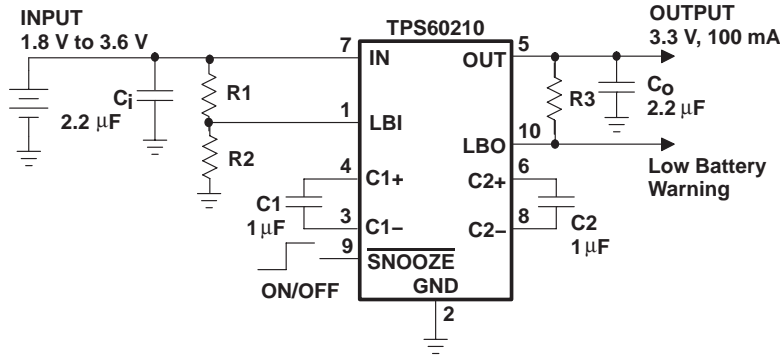 INPUT
1.8 V to 3.6 V
OUTPUT
3.3 V, 100 mA
TPS60210
7
IN
OUT
5
Ci
2.2 μF
R1
R2
R3
Co
2.2 μF
1
LBI
LBO
10
Low Battery
Warning
4
C1+
C2+
6
C1
1 μF
3
C1−
C2−
8
C2
1 μF
9
SNOOZE
ON/OFF
GND
2